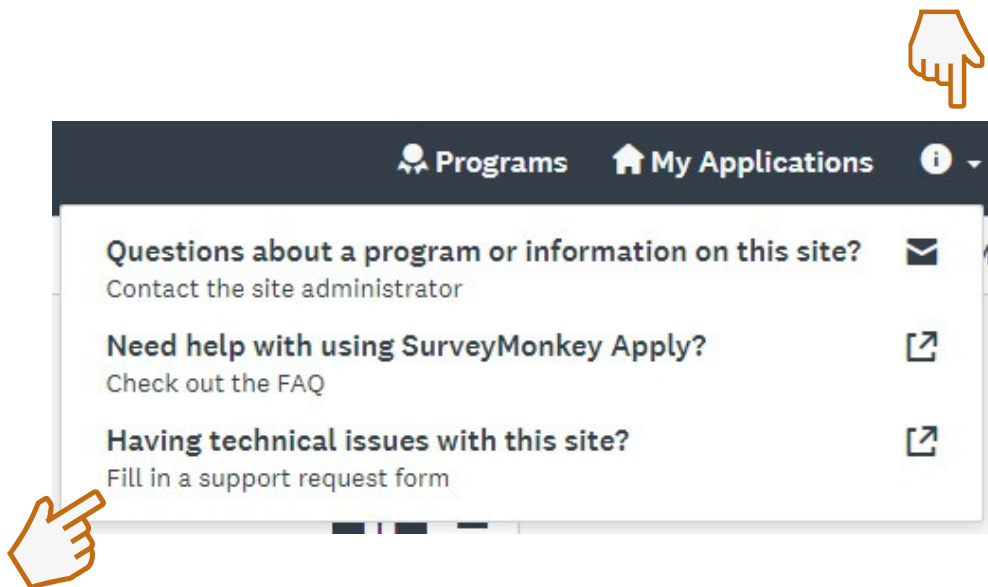 Programs My Applications
Questions about a program or information on this site?
Contact the site administrator
Need help with using SurveyMonkey Apply?
Check out the FAQ
Having technical issues with this site?
Fill in a support request form